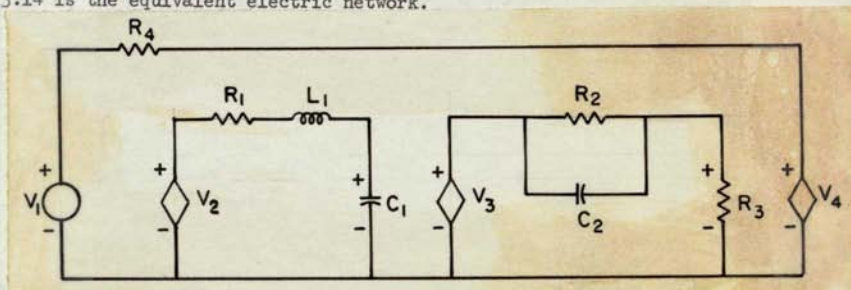 3.14 is the equivalent electric network.
R4
R1
L1
R2
+
+
+
+
+
+
V1
V2
C1
V3
C2
R3
V4
-
-
-
-
-
-